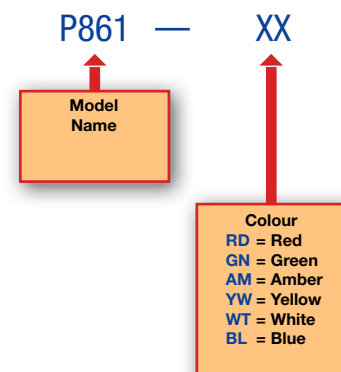 P861 — XX
Model
Name
Colour
RD = Red
GN = Green
AM = Amber
YW = Yellow
WT = White
BL = Blue